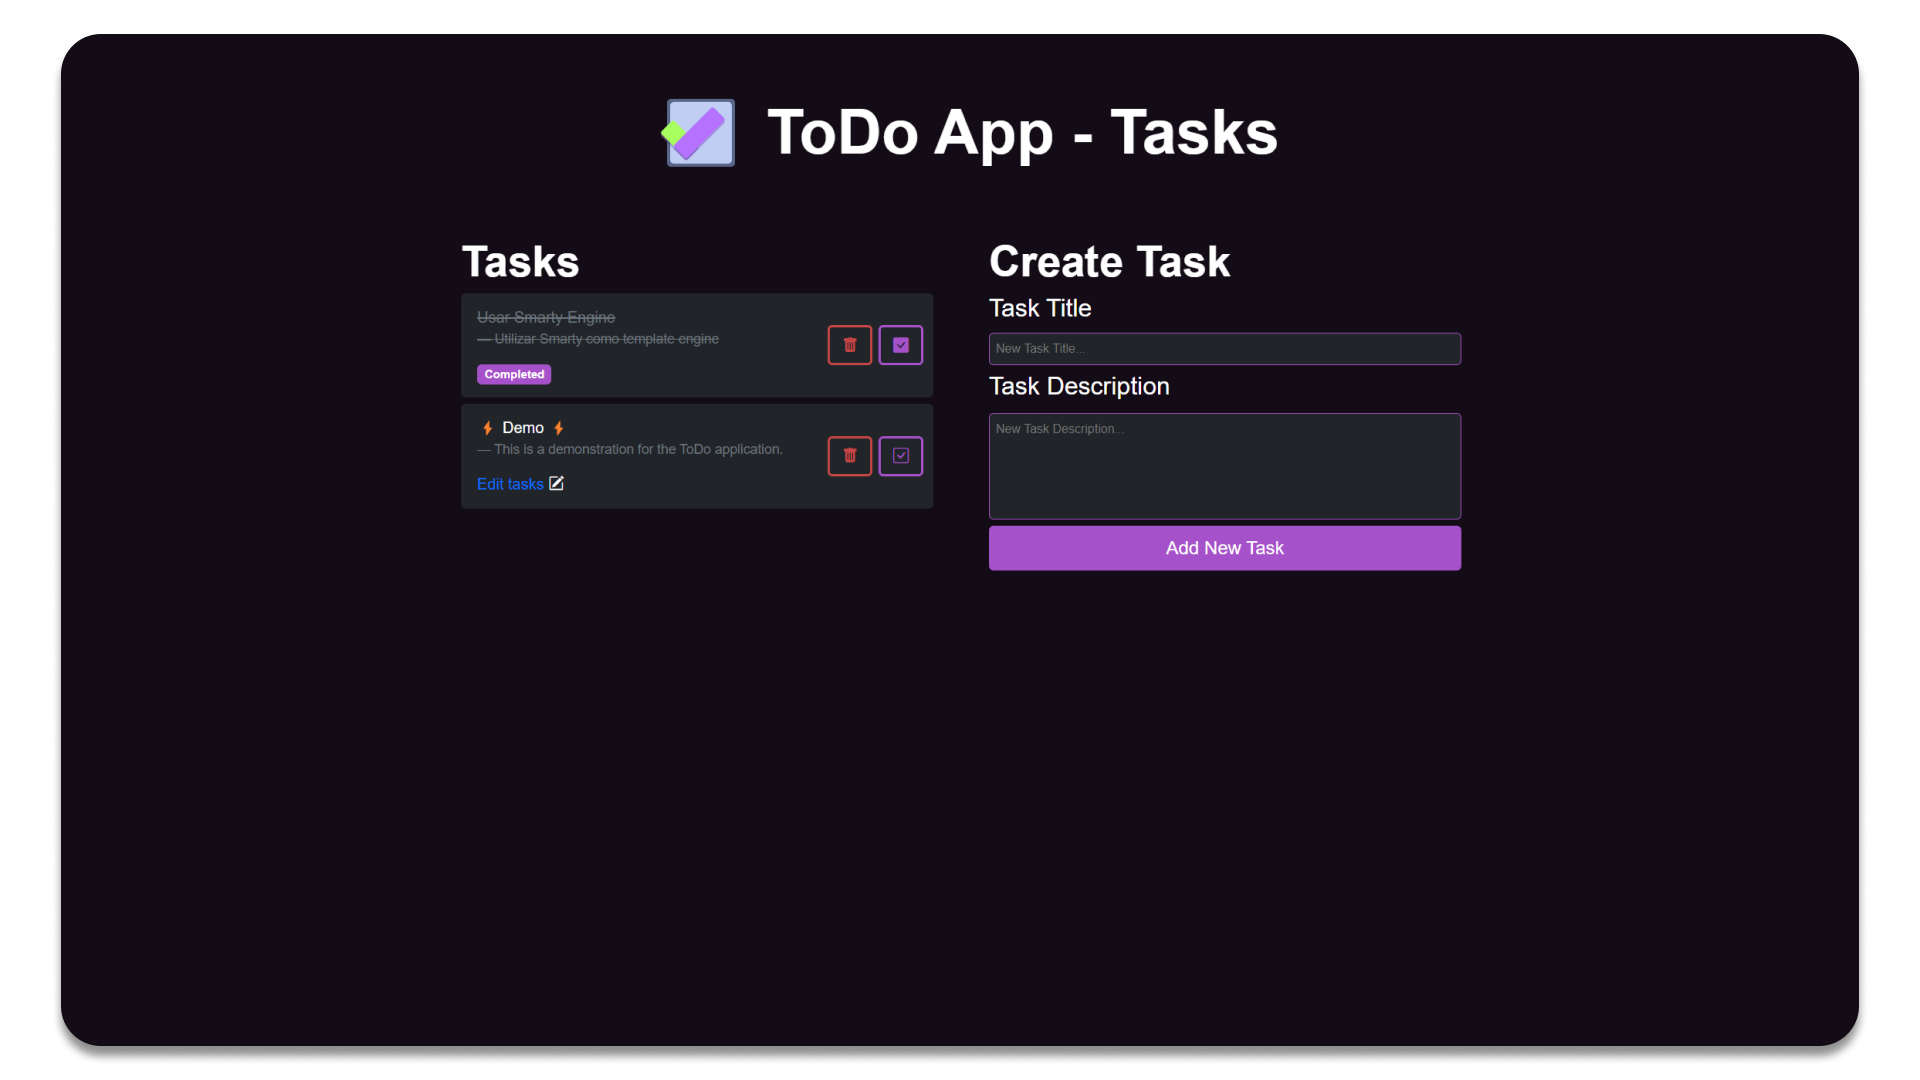 ToDo App - Tasks
Tasks
Usar Smarty Engine
— Utilizar Smarty como template engine
Completed
⚡ Demo ⚡
— This is a demonstration for the ToDo application.
Edit tasks
Create Task
Task Title
New Task Title...
Task Description
New Task Description...
Add New Task